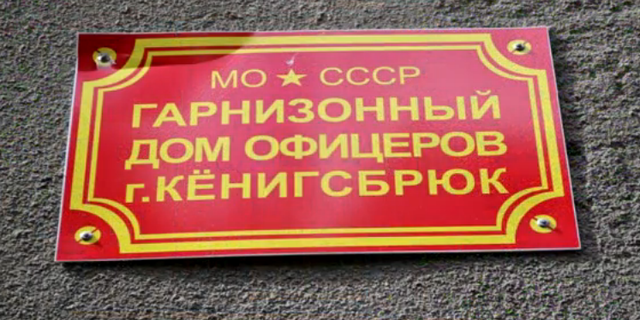 МО ★ СССР
ГАРНИЗОННЫЙ
ДОМ ОФИЦЕРОВ
г.КЁНИГСБРЮК